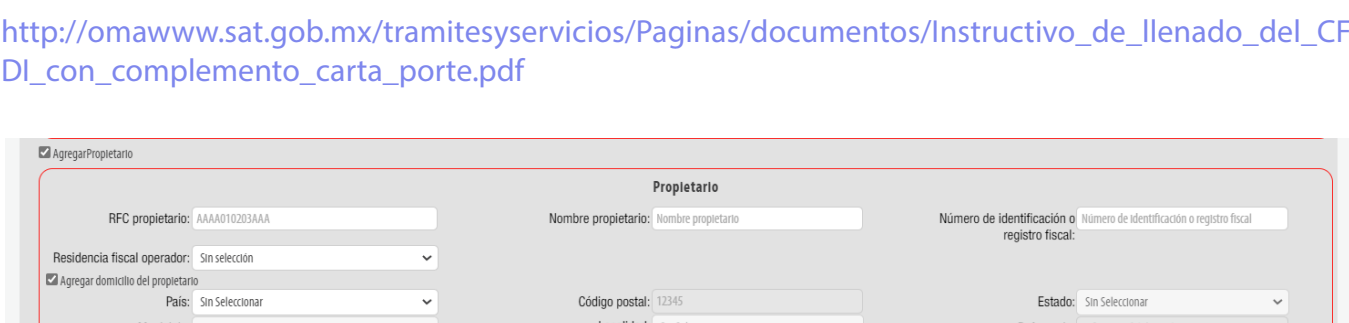 http://omawww.sat.gob.mx/tramitesyservicios/Paginas/documentos/Instructivo_de_llenado_del_CF
DI_con_complemento_carta_porte.pdf
AgregarPropietario
Propietario
RFC propietario: AAAA010203AAA Nombre propietario: Nombre propietario Número de identificación o Número de identificación o registro fiscal
registro fiscal:
Residencia fiscal operador: Sin selección
Agregar domicilio del propietario
País: Sin Seleccionar Código postal: 12345 Estado: Sin Seleccionar